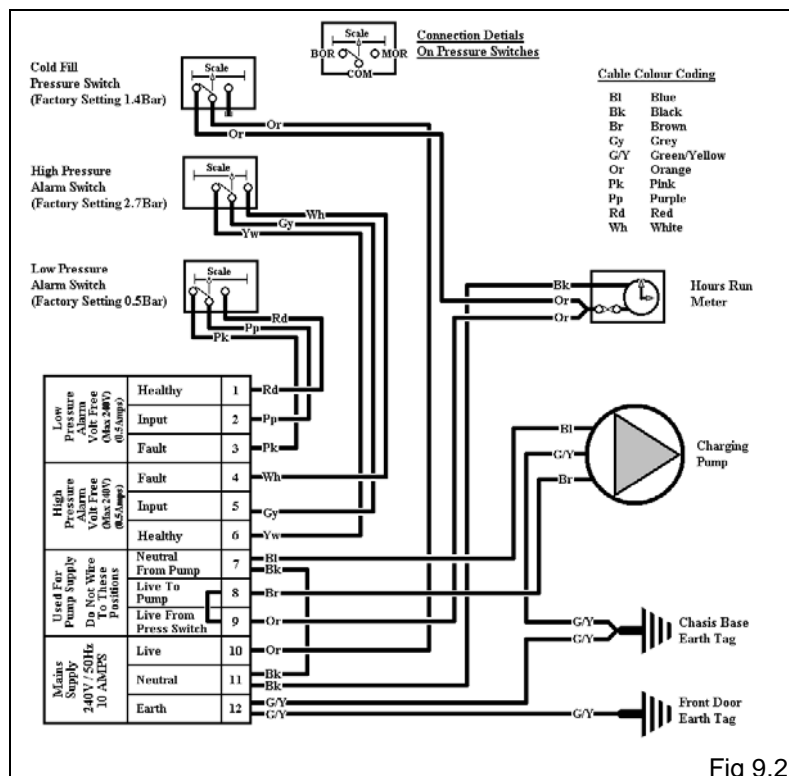 Connection Detials
On Pressure Switches
Scale
BOR
MOR
COM
Cold Fill
Pressure Switch
(Factory Setting 1.4Bar)
Scale
Or
Or
Cable Colour Coding
Bl Blue
Bk Black
Br Brown
Gy Grey
G/Y Green/Yellow
Or Orange
Pk Pink
Pp Purple
Rd Red
Wh White
High Pressure
Alarm Switch
(Factory Setting 2.7Bar)
Scale
Wh
Gy
Yw
Low Pressure
Alarm Switch
(Factory Setting 0.5Bar)
Scale
Rd
Pp
Pk
Bk
Or
Or
Hours Run
Meter
Low
Pressure
Alarm
Volt Free
(Max 240V)
(0.5Amps)
Healthy 1 Rd
Input 2 Pp
Fault 3 Pk
High
Pressure
Alarm
Volt Free
(Max 240V)
(0.5Amps)
Fault 4 Wh
Input 5 Gy
Healthy 6 Yw
Used For
Pump Supply
Do Not Wire
To These
Positions
Neutral
From Pump
7
Bl
Bk
Live To
Pump
8
Br
Live From
Press Switch
9
Or
Mains
Supply
240V / 50Hz
10 AMPS
Live 10 Or
Neutral 11
Bk
Bk
Earth 12
G/Y
G/Y
Bl
G/Y
Br
Charging
Pump
G/Y
G/Y
Chasis Base
Earth Tag
G/Y
Front Door
Earth Tag
Fig 9.2